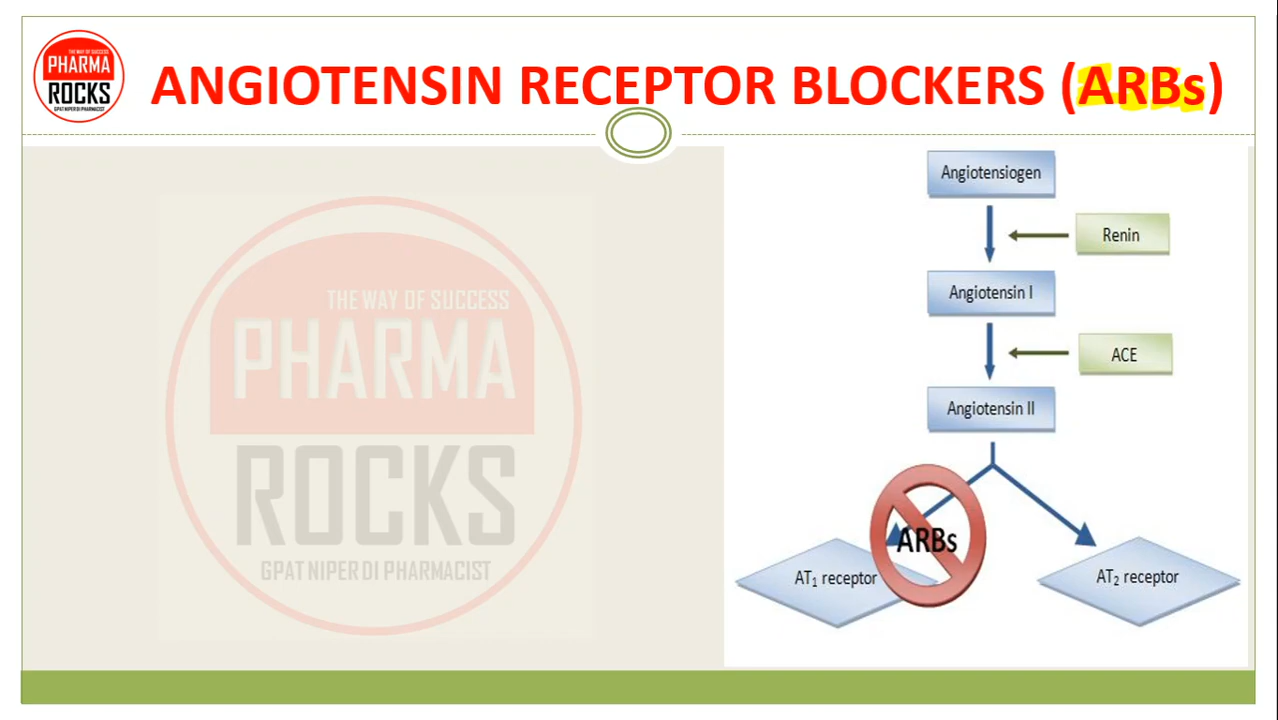 THE WAY OF SUCCESS
PHARMA
ROCKS
GPAT NIPER DI PHARMACIST
ANGIOTENSIN RECEPTOR BLOCKERS (ARBs)
THE WAY OF SUCCESS
PHARMA
ROCKS
GPAT NIPER DI PHARMACIST
Angiotensiogen
Renin
Angiotensin I
ACE
Angiotensin II
ARBs
AT₁ receptor
AT₂ receptor